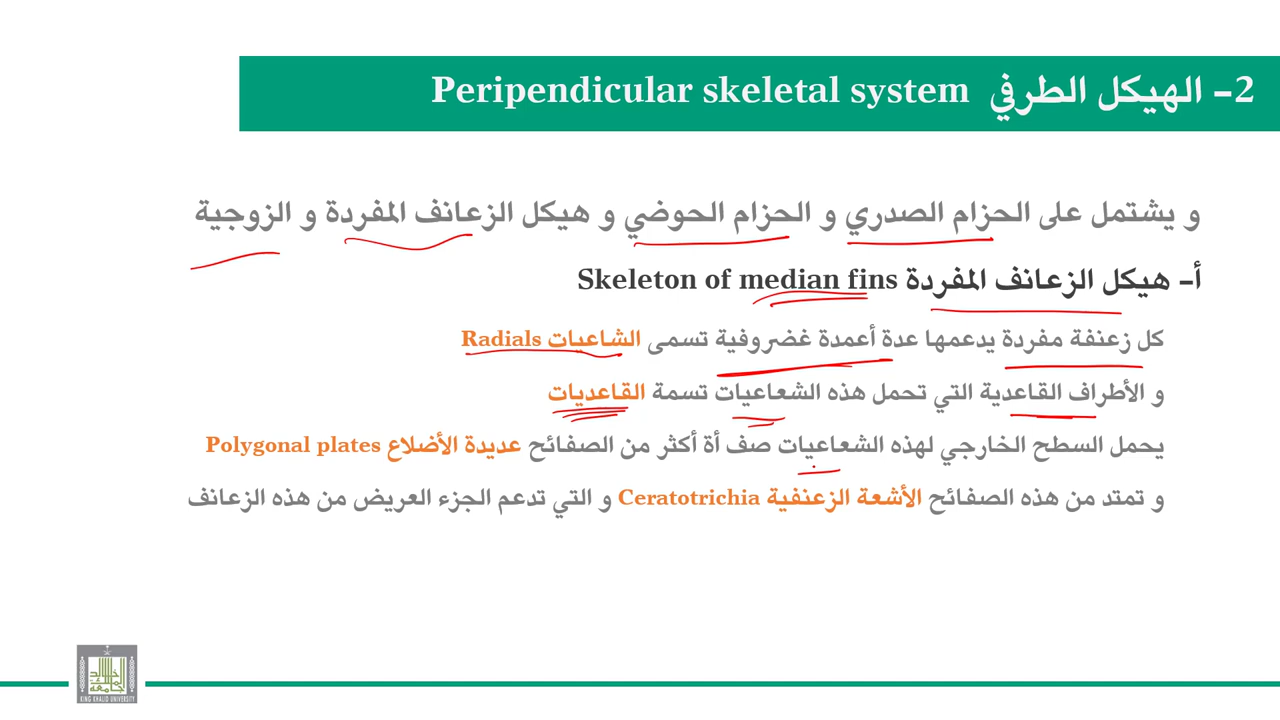 2- الهيكل الطرفي Peripendicular skeletal system
و يشتمل على الحزام الصدري و الحزام الحوضي و هيكل الزعانف المفردة و الزوجية
أ- هيكل الزعانف المفردة Skeleton of median fins
كل زعنفة مفردة يدعمها عدة أعمدة غضروفية تسمى الشاعيات Radials
و الأطراف القاعدية التي تحمل هذه الشعاعيات تسمة القاعديات
يحمل السطح الخارجي لهذه الشعاعيات صف أة أكثر من الصفائح عديدة الأضلاع Polygonal plates
و تمتد من هذه الصفائح الأشعة الزعنفية Ceratotrichia و التي تدعم الجزء العريض من هذه الزعانف
KING KHALID UNIVERSITY